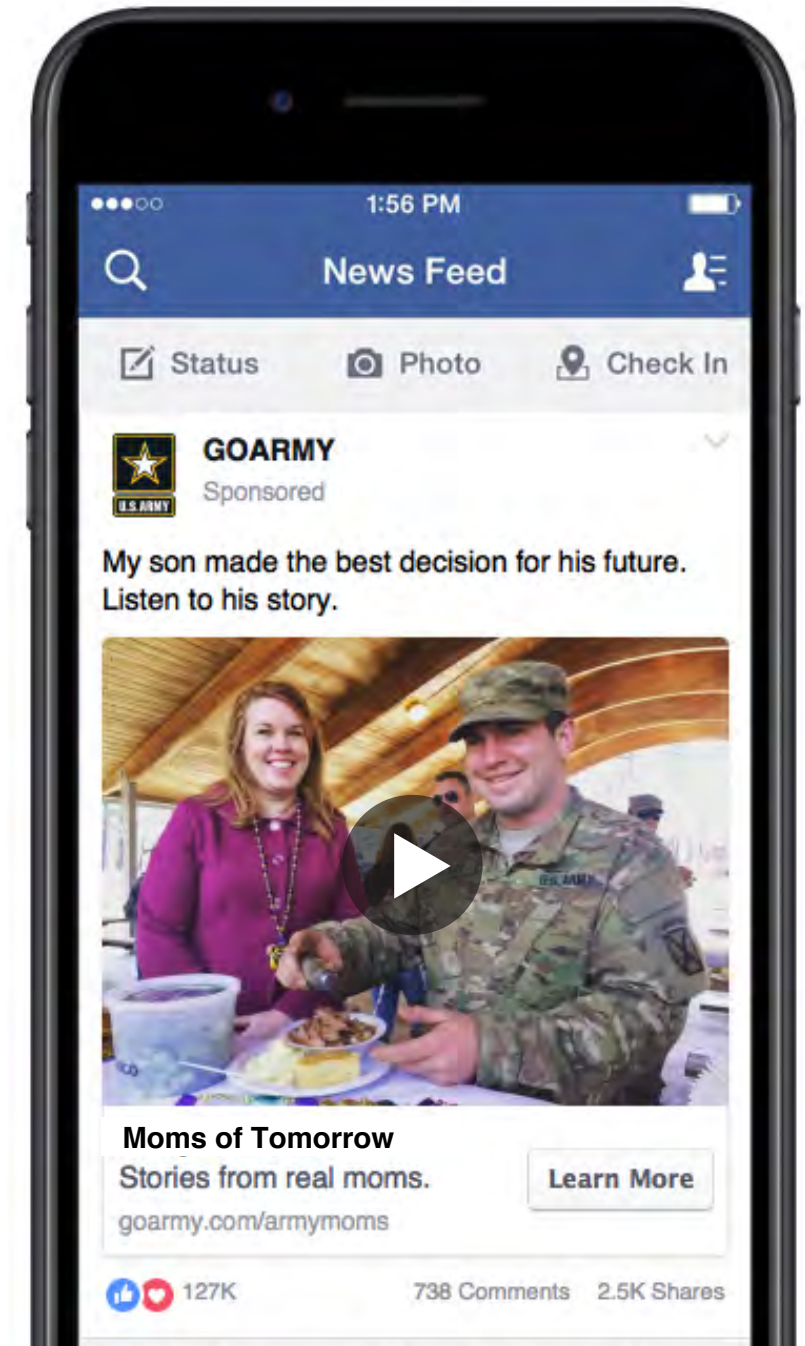 1:56 PM
News Feed
Status Photo Check In
GOARMY
U.S.ARMY
Sponsored
My son made the best decision for his future.
Listen to his story.
U.S. ARMY
Moms of Tomorrow
Stories from real moms.
Learn More
goarmy.com/armymoms
127K 738 Comments 2.5K Shares